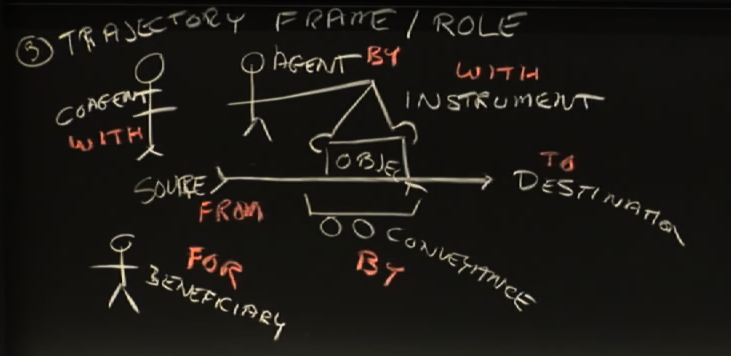 ③ TRAJECTORY FRAME / ROLE
AGENT BY
WITH
COAGENT
INSTRUMENT
WITH
OBJEC
TO
SOURCE
DESTINATION
FROM
CONVEYANCE
FOR
BY
BENEFICIARY